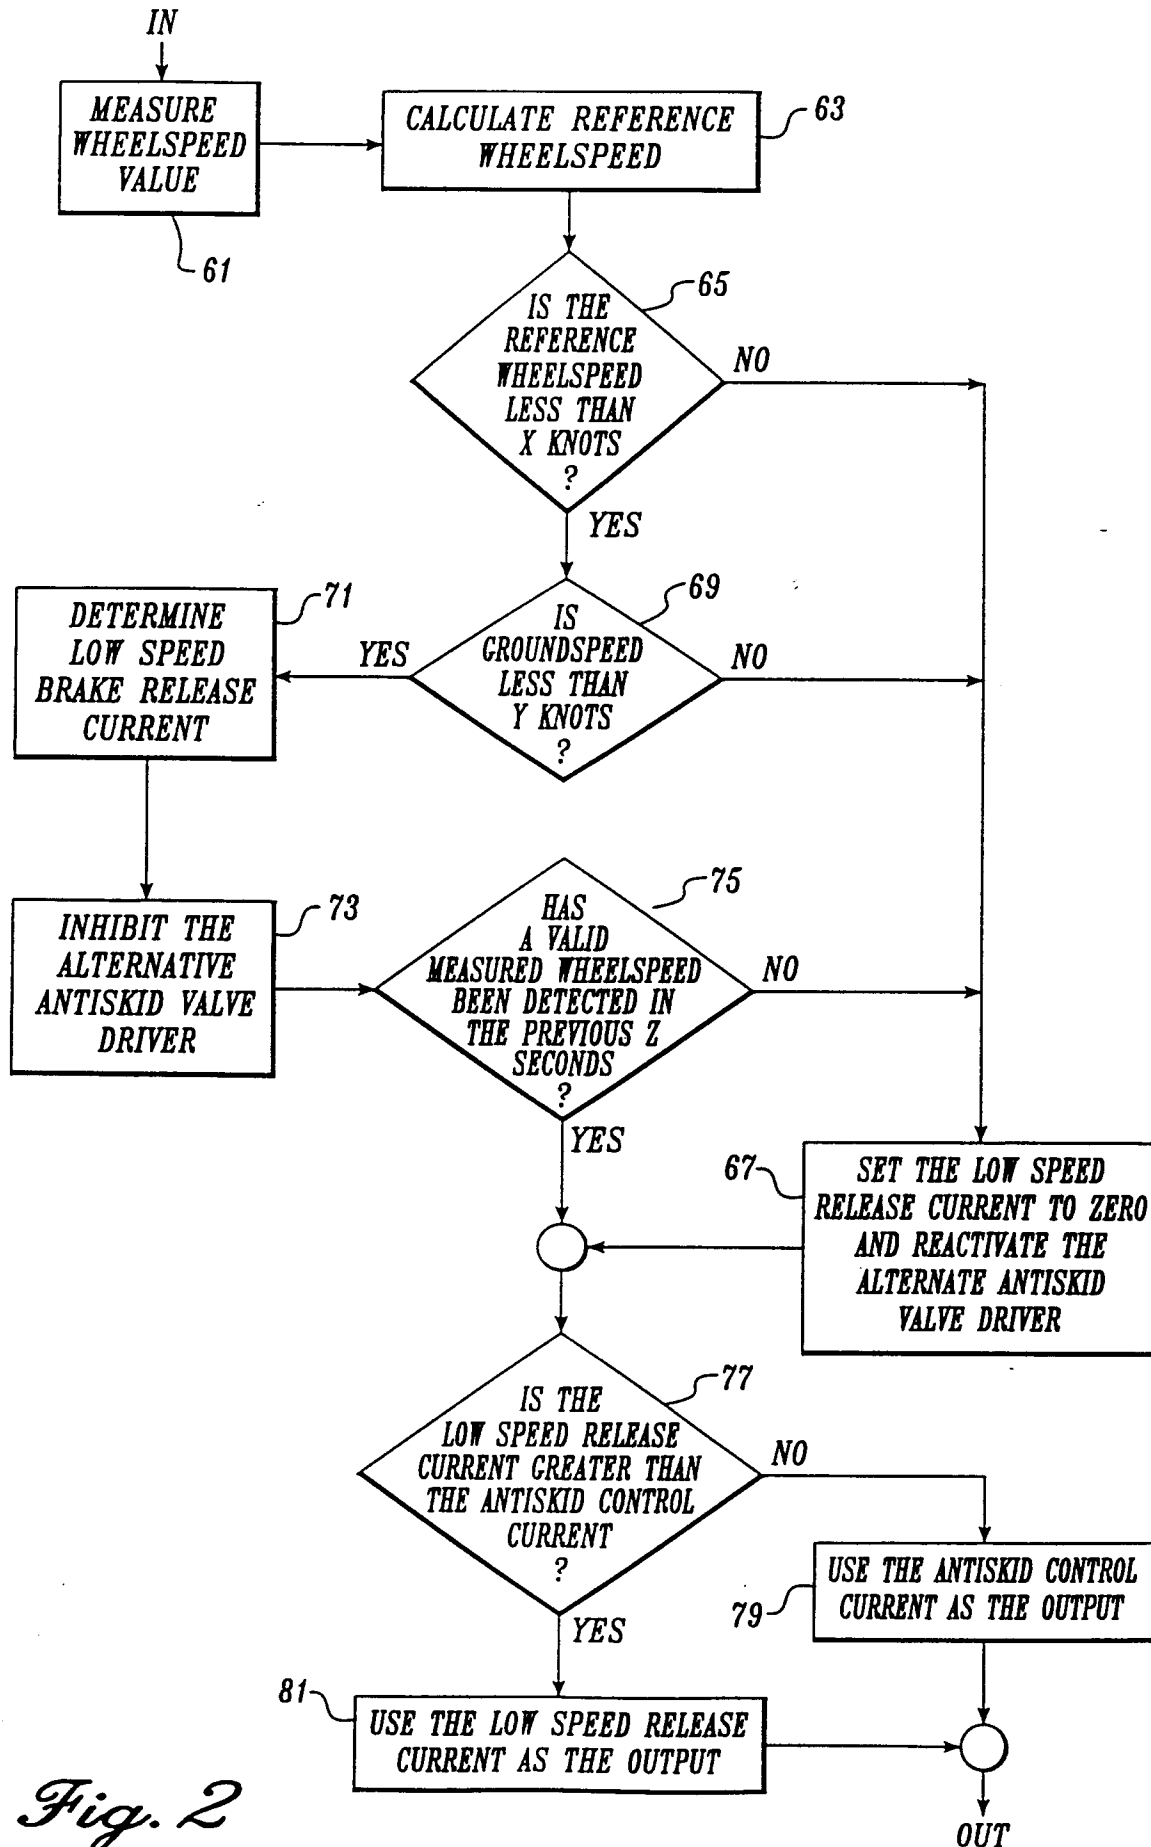 IN
MEASURE
WHEELSPEED
VALUE
61
CALCULATE REFERENCE
WHEELSPEED
63
IS THE
REFERENCE
WHEELSPEED
LESS THAN
X KNOTS
?
65
NO
YES
IS
GROUNDSPEED
LESS THAN
Y KNOTS
?
69
NO
YES
DETERMINE
LOW SPEED
BRAKE RELEASE
CURRENT
71
INHIBIT THE
ALTERNATIVE
ANTISKID VALVE
DRIVER
73
HAS
A VALID
MEASURED WHEELSPEED
BEEN DETECTED IN
THE PREVIOUS Z
SECONDS
?
75
NO
YES
67
SET THE LOW SPEED
RELEASE CURRENT TO ZERO
AND REACTIVATE THE
ALTERNATE ANTISKID
VALVE DRIVER
IS THE
LOW SPEED RELEASE
CURRENT GREATER THAN
THE ANTISKID CONTROL
CURRENT
?
77
NO
YES
USE THE ANTISKID CONTROL
CURRENT AS THE OUTPUT
79
81
USE THE LOW SPEED RELEASE
CURRENT AS THE OUTPUT
OUT
Fig. 2